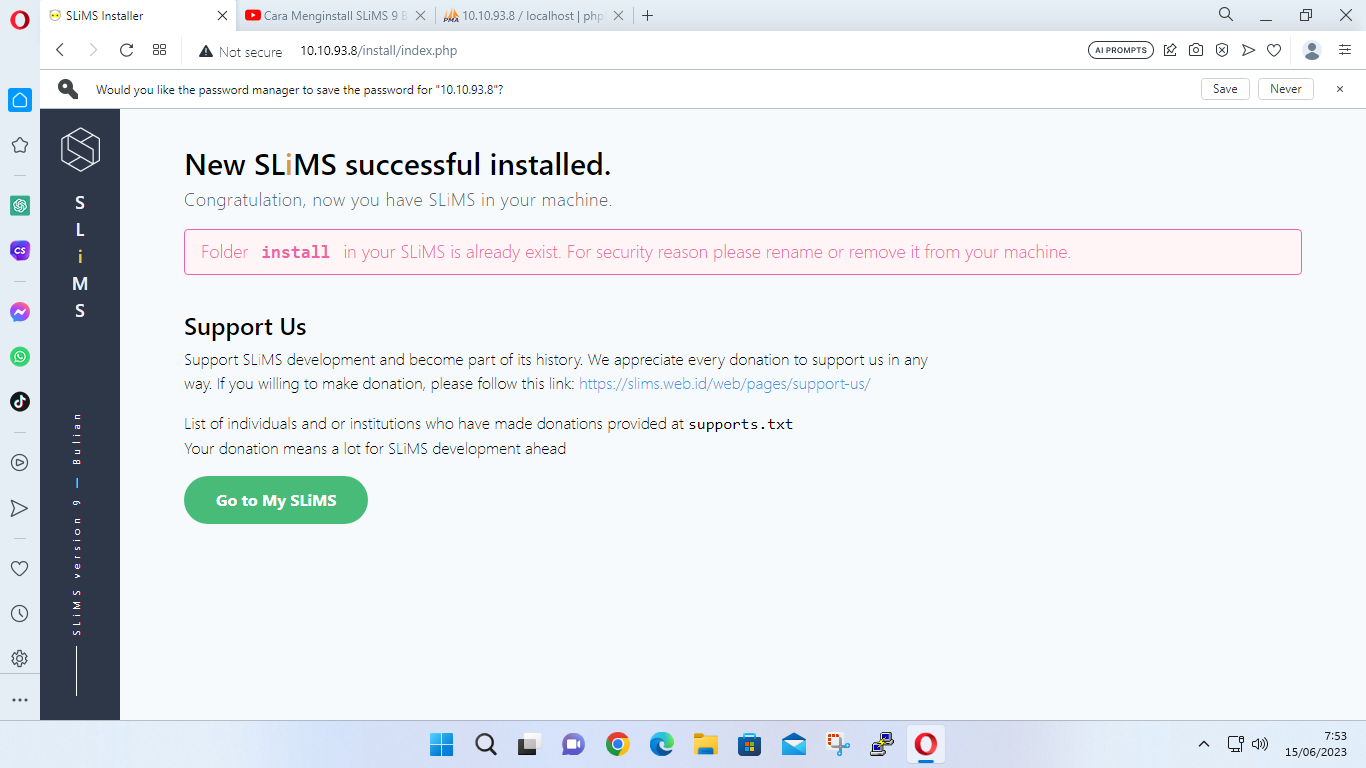 SLiMS Installer
Cara Menginstall SLiMS 9 B
PMA
10.10.93.8 / localhost | php
Not secure
10.10.93.8/install/index.php
AI PROMPTS
Would you like the password manager to save the password for "10.10.93.8"?
Save
Never
CS
S
L
i
M
S
SLiMS version 9 — Bulian
New SLiMS successful installed.
Congratulation, now you have SLiMS in your machine.
Folder install in your SLiMS is already exist. For security reason please rename or remove it from your machine.
Support Us
Support SLiMS development and become part of its history. We appreciate every donation to support us in any
way. If you willing to make donation, please follow this link: https://slims.web.id/web/pages/support-us/
List of individuals and or institutions who have made donations provided at supports.txt
Your donation means a lot for SLiMS development ahead
Go to My SLiMS
7:53
15/06/2023